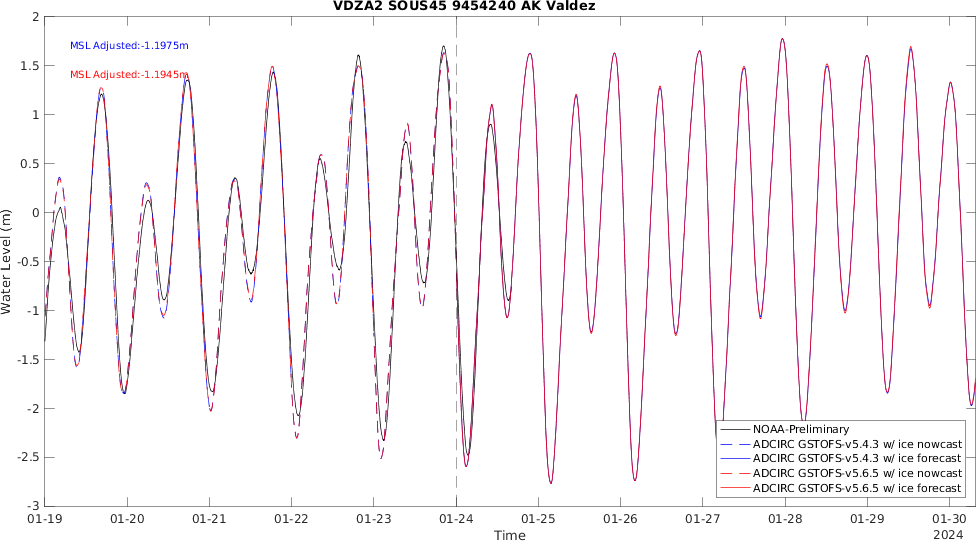 VDZA2 SOUS45 9454240 AK Valdez
MSL Adjusted:-1.1975m
MSL Adjusted:-1.1945m
Water Level (m)
2
1.5
1
0.5
0
-0.5
-1
-1.5
-2
-2.5
-3
NOAA-Preliminary
ADCIRC GSTOFS-v5.4.3 w/ ice nowcast
ADCIRC GSTOFS-v5.4.3 w/ ice forecast
ADCIRC GSTOFS-v5.6.5 w/ ice nowcast
ADCIRC GSTOFS-v5.6.5 w/ ice forecast
01-19 01-20 01-21 01-22 01-23 01-24 01-25 01-26 01-27 01-28 01-29 01-30
Time
2024